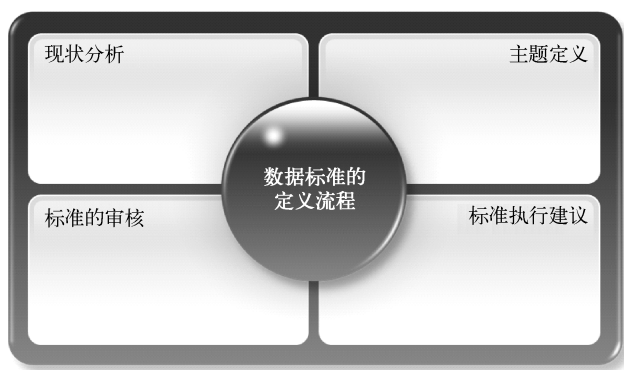 现状分析
主题定义
数据标准的
定义流程
标准的审核
标准执行建议